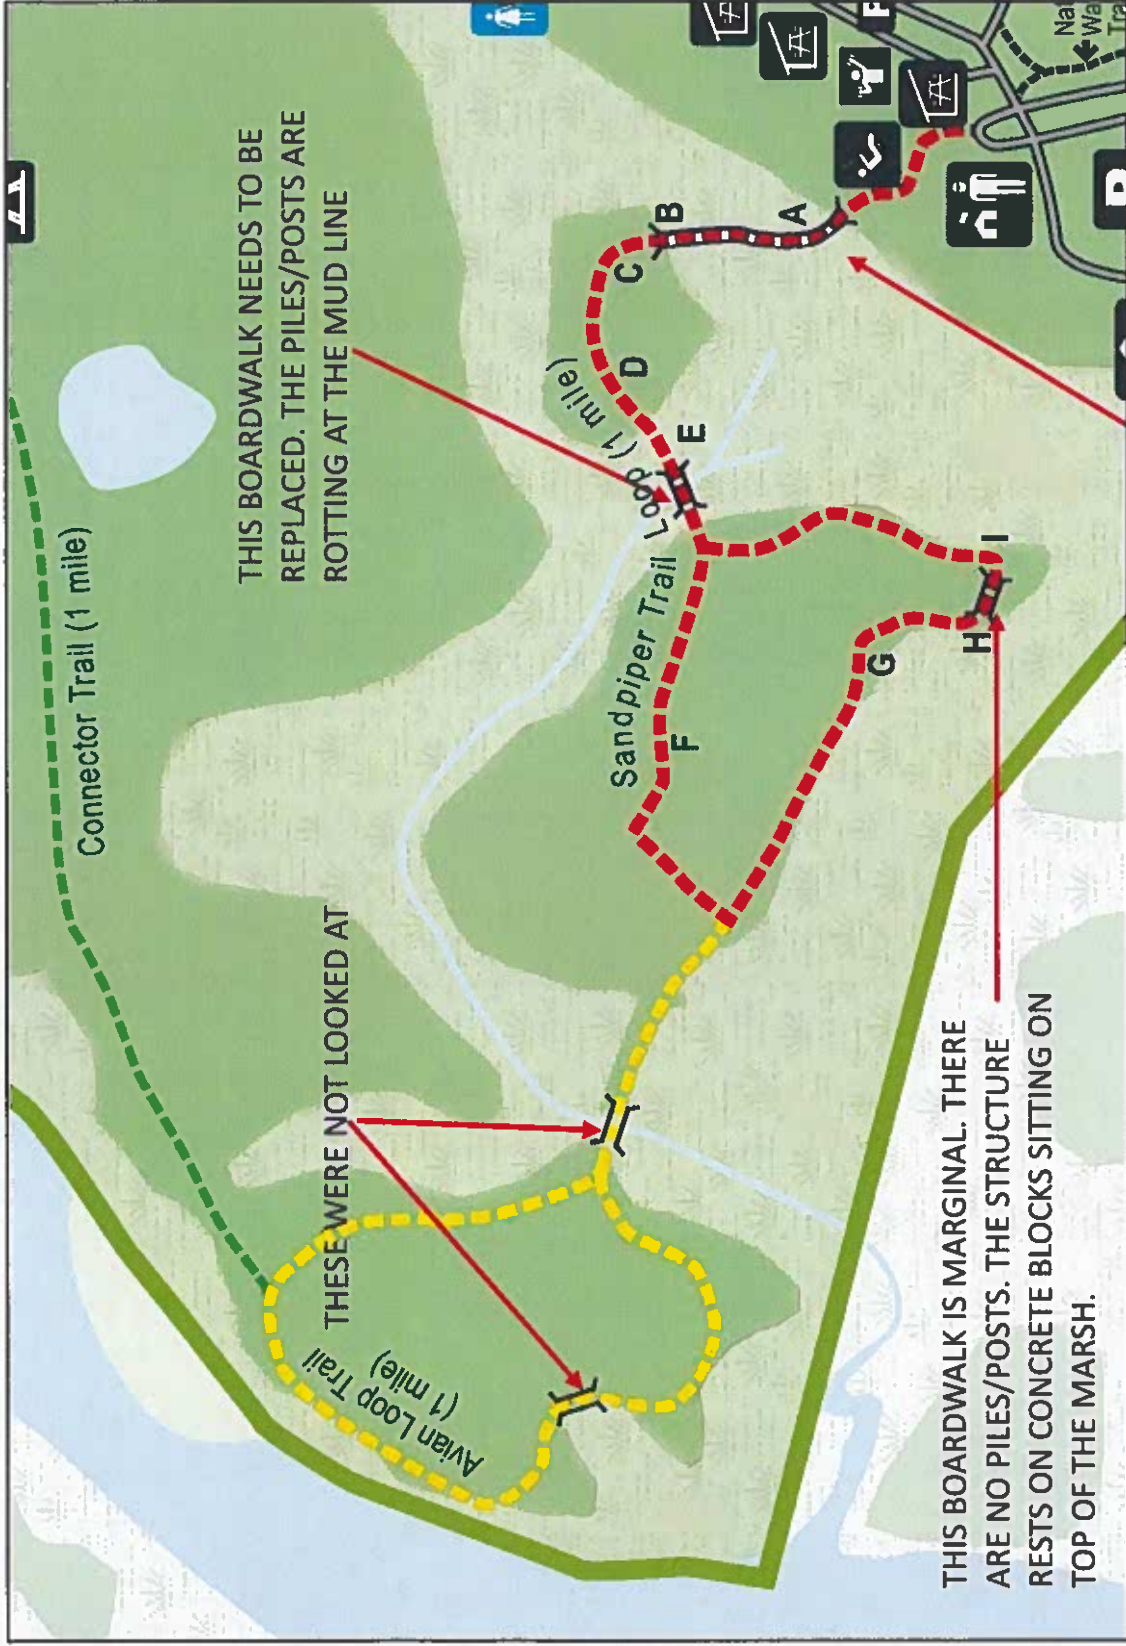 THIS BOARDWALK NEEDS TO BE
REPLACED. THE PILES/POSTS ARE
ROTTING AT THE MUD LINE
Connector Trail (1 mile)
THESE WERE NOT LOOKED AT
Avian Loop Trail
(1 mile)
Sandpiper Trail
Loop (1 mile)
A
B
C
D
E
F
G
H
I
THIS BOARDWALK IS MARGINAL. THERE
ARE NO PILES/POSTS. THE STRUCTURE
RESTS ON CONCRETE BLOCKS SITTING ON
TOP OF THE MARSH.